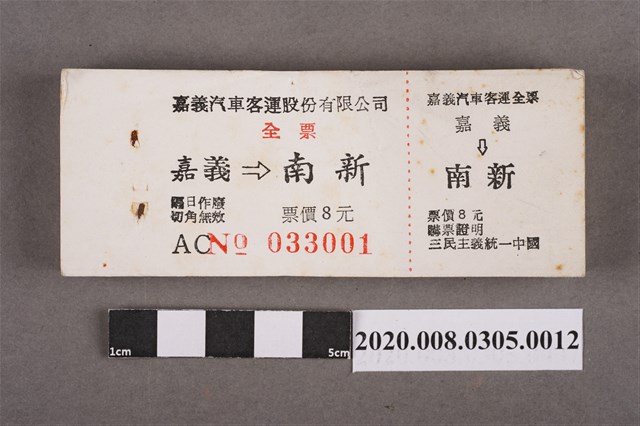 嘉義汽車客運股份有限公司
全票
嘉義⇨南新
隔日作廢
切角無效
票價8元
AC№ 033001
嘉義汽車客運全票
嘉義
⇩
南新
票價8元
購票證明
三民主義統一中國
1cm
5cm
2020.008.0305.0012